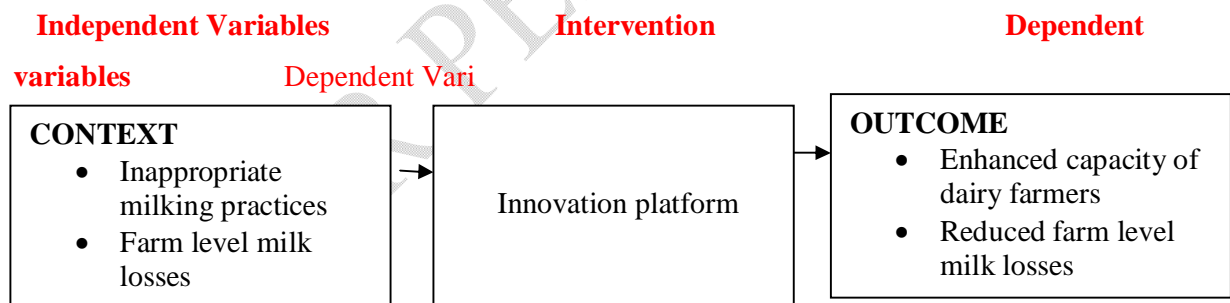 Independent Variables Intervention Dependent
variables Dependent Vari
CONTEXT
• Inappropriate
milking practices
• Farm level milk
losses
Innovation platform
OUTCOME
• Enhanced capacity of
dairy farmers
• Reduced farm level
milk losses